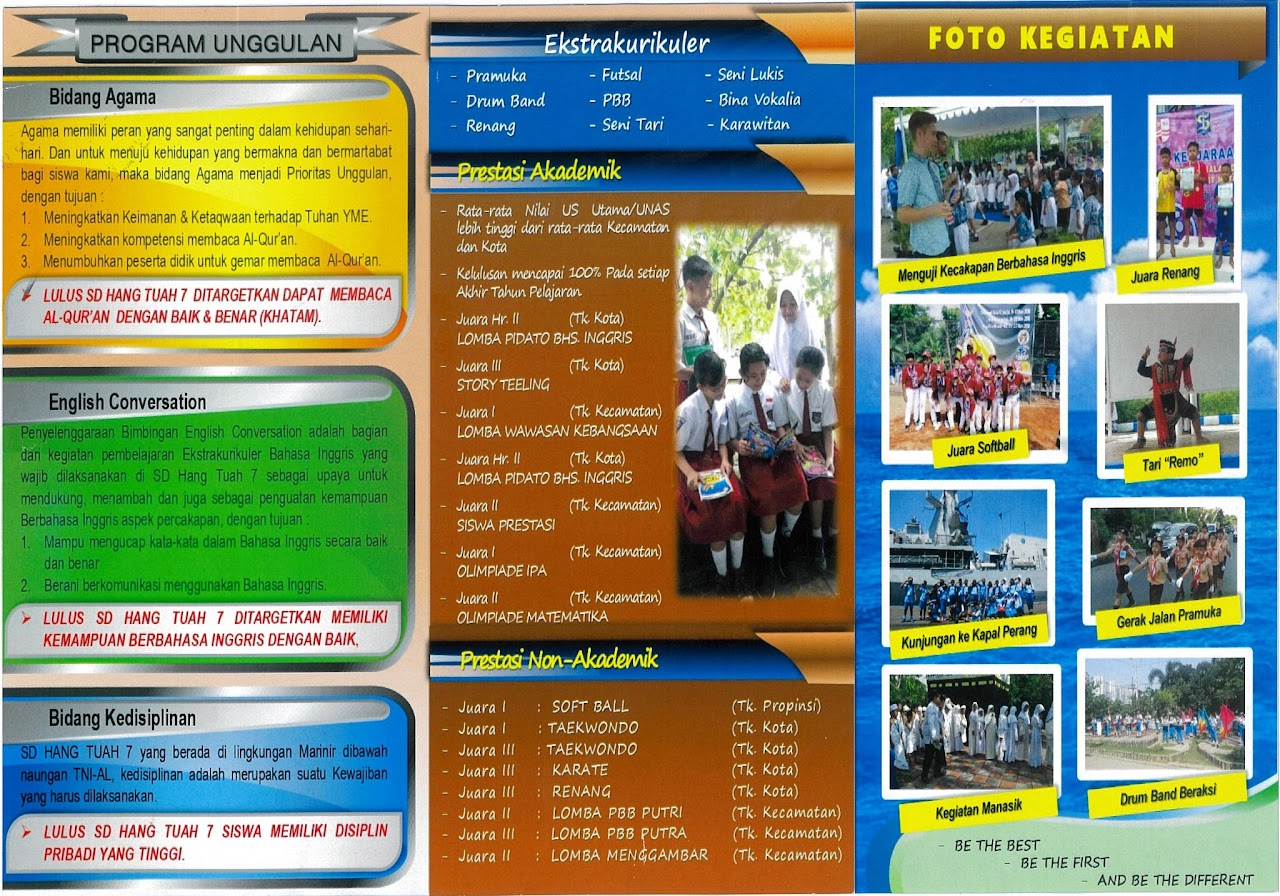 PROGRAM UNGGULAN
Bidang Agama
Agama memiliki peran yang sangat penting dalam kehidupan sehari-
hari. Dan untuk menuju kehidupan yang bermakna dan bermartabat
bagi siswa kami, maka bidang Agama menjadi Prioritas Unggulan,
dengan tujuan :
1. Meningkatkan Keimanan & Ketaqwaan terhadap Tuhan YME.
2. Meningkatkan kompetensi membaca Al-Qur'an.
3. Menumbuhkan peserta didik untuk gemar membaca Al-Qur'an.
➢ LULUS SD HANG TUAH 7 DITARGETKAN DAPAT MEMBACA
AL-QUR'AN DENGAN BAIK & BENAR (KHATAM).
English Conversation
Penyelenggaraan Bimbingan English Conversation adalah bagian
dari kegiatan pembelajaran Ekstrakurikuler Bahasa Inggris yang
wajib dilaksanakan di SD Hang Tuah 7 sebagai upaya untuk
mendukung, menambah dan juga sebagai penguatan kemampuan
Berbahasa Inggris aspek percakapan, dengan tujuan :
1. Mampu mengucap kata-kata dalam Bahasa Inggris secara baik
dan benar
2. Berani berkomunikasi menggunakan Bahasa Inggris.
➢ LULUS SD HANG TUAH 7 DITARGETKAN MEMILIKI
KEMAMPUAN BERBAHASA INGGRIS DENGAN BAIK,
Bidang Kedisiplinan
SD HANG TUAH 7 yang berada di lingkungan Marinir dibawah
naungan TNI-AL, kedisiplinan adalah merupakan suatu Kewajiban
yang harus dilaksanakan.
➢ LULUS SD HANG TUAH 7 SISWA MEMILIKI DISIPLIN
PRIBADI YANG TINGGI.
Ekstrakurikuler
- Pramuka - Futsal - Seni Lukis
- Drum Band - PBB - Bina Vokalia
- Renang - Seni Tari - Karawitan
Prestasi Akademik
- Rata-rata Nilai US Utama/UNAS
lebih tinggi dari rata-rata Kecamatan
dan Kota
- Kelulusan mencapai 100% Pada setiap
Akhir Tahun Pelajaran
- Juara Hr. II (Tk. Kota)
LOMBA PIDATO BHS. INGGRIS
- Juara III (Tk. Kota)
STORY TEELING
- Juara I (Tk. Kecamatan)
LOMBA WAWASAN KEBANGSAAN
- Juara Hr. II (Tk. Kota)
LOMBA PIDATO BHS. INGGRIS
- Juara II (Tk. Kecamatan)
SISWA PRESTASI
- Juara I (Tk. Kecamatan)
OLIMPIADE IPA
- Juara II (Tk. Kecamatan)
OLIMPIADE MATEMATIKA
Prestasi Non-Akademik
- Juara I : SOFT BALL (Tk. Propinsi)
- Juara I : TAEKWONDO (Tk. Kota)
- Juara III : TAEKWONDO (Tk. Kota)
- Juara III : KARATE (Tk. Kota)
- Juara III : RENANG (Tk. Kota)
- Juara II : LOMBA PBB PUTRI (Tk. Kecamatan)
- Juara III : LOMBA PBB PUTRA (Tk. Kecamatan)
- Juara II : LOMBA MENGGAMBAR (Tk. Kecamatan)
FOTO KEGIATAN
Menguji Kecakapan Berbahasa Inggris
Juara Renang
Juara Softball
Tari "Remo"
Kunjungan ke Kapal Perang
Gerak Jalan Pramuka
Kegiatan Manasik
Drum Band Beraksi
- BE THE BEST
- BE THE FIRST
- AND BE THE DIFFERENT